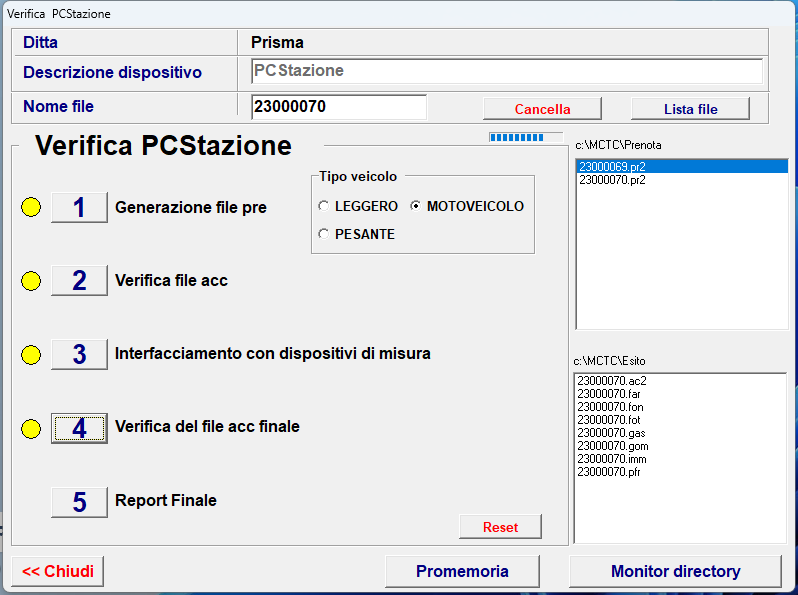 Verifica PCStazione
Ditta Prisma
Descrizione dispositivo PCStazione
Nome file 23000070 Cancella Lista file
Verifica PCStazione
1 Generazione file pre
Tipo veicolo
LEGGERO MOTOVEICOLO
PESANTE
2 Verifica file acc
3 Interfacciamento con dispositivi di misura
4 Verifica del file acc finale
5 Report Finale
Reset
c:\MCTC\Prenota
23000069.pr2
23000070.pr2
c:\MCTC\Esito
23000070.ac2
23000070.far
23000070.fon
23000070.fot
23000070.gas
23000070.gom
23000070.imm
23000070.pfr
<< Chiudi Promemoria Monitor directory